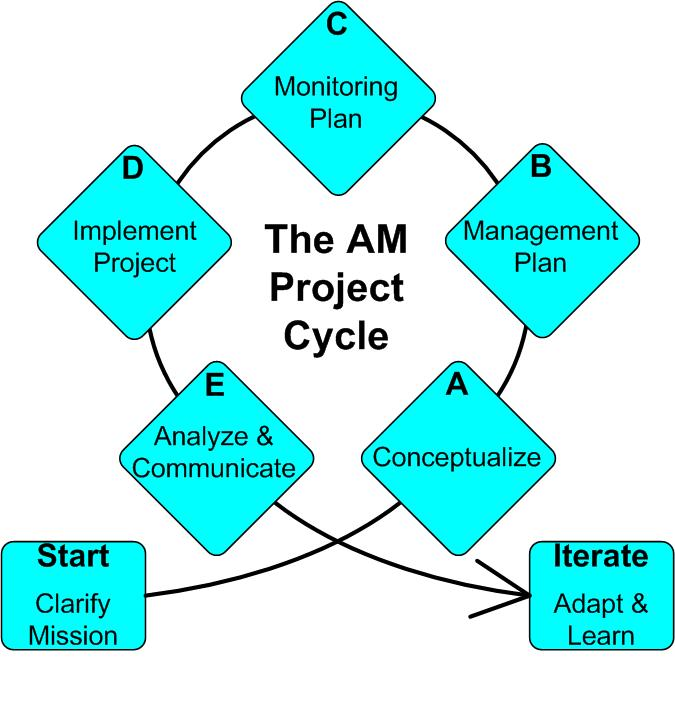 C
Monitoring
Plan
D
Implement
Project
B
Management
Plan
The AM
Project
Cycle
E
Analyze &
Communicate
A
Conceptualize
Start
Clarify
Mission
Iterate
Adapt &
Learn